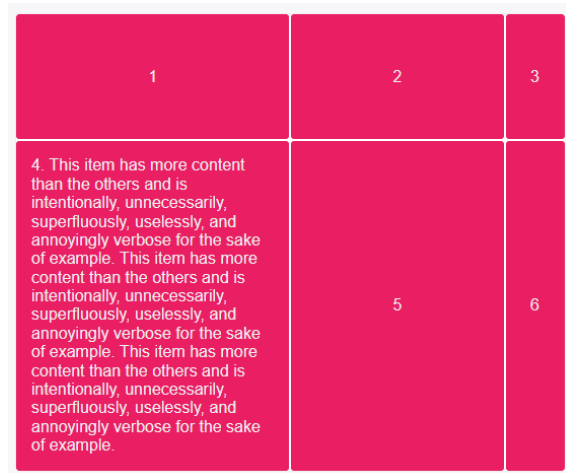 1 2 3
4. This item has more content
than the others and is
intentionally, unnecessarily,
superfluously, uselessly, and
annoyingly verbose for the sake
of example. This item has more
content than the others and is
intentionally, unnecessarily,
superfluously, uselessly, and
annoyingly verbose for the sake
of example. This item has more
content than the others and is
intentionally, unnecessarily,
superfluously, uselessly, and
annoyingly verbose for the sake
of example.
5 6